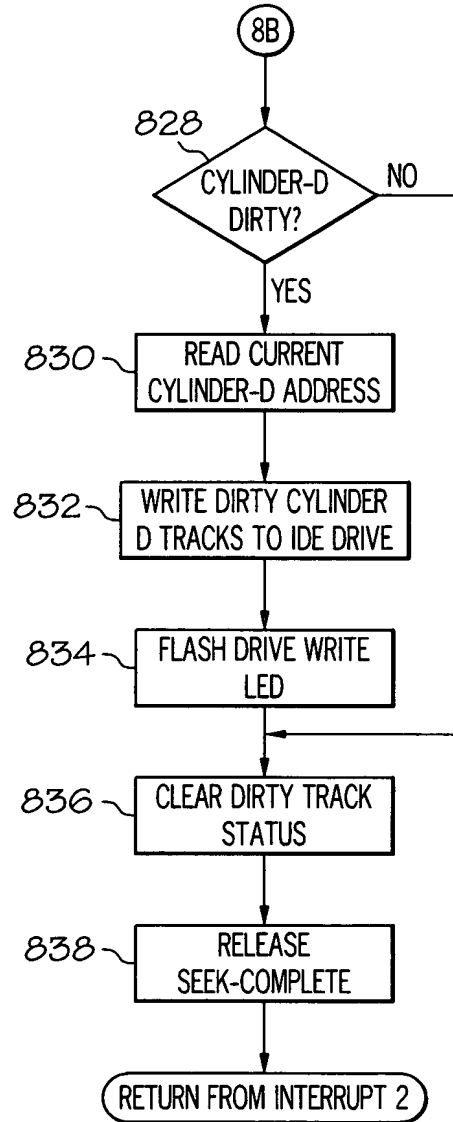 8B
828
CYLINDER-D
DIRTY?
NO
YES
830
READ CURRENT
CYLINDER-D ADDRESS
832
WRITE DIRTY CYLINDER
D TRACKS TO IDE DRIVE
834
FLASH DRIVE WRITE
LED
836
CLEAR DIRTY TRACK
STATUS
838
RELEASE
SEEK-COMPLETE
RETURN FROM INTERRUPT 2